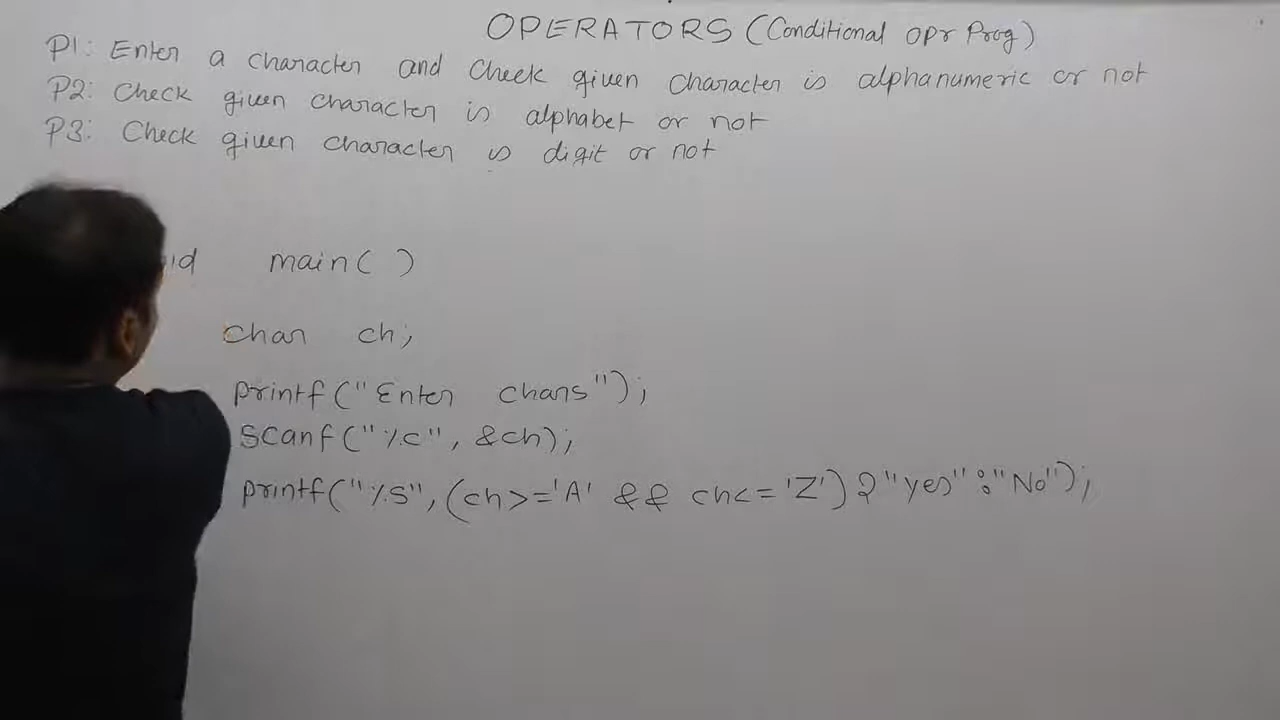 OPERATORS (Conditional opr Prog)
P1: Enter a character and check given character is alphanumeric or not
P2: Check given character is alphabet or not
P3: Check given character is digit or not
main( )
char ch;
printf("Enter chars");
scanf("%c", &ch);
printf("%s", (ch>='A' && ch<='Z') ? "yes" : "No");